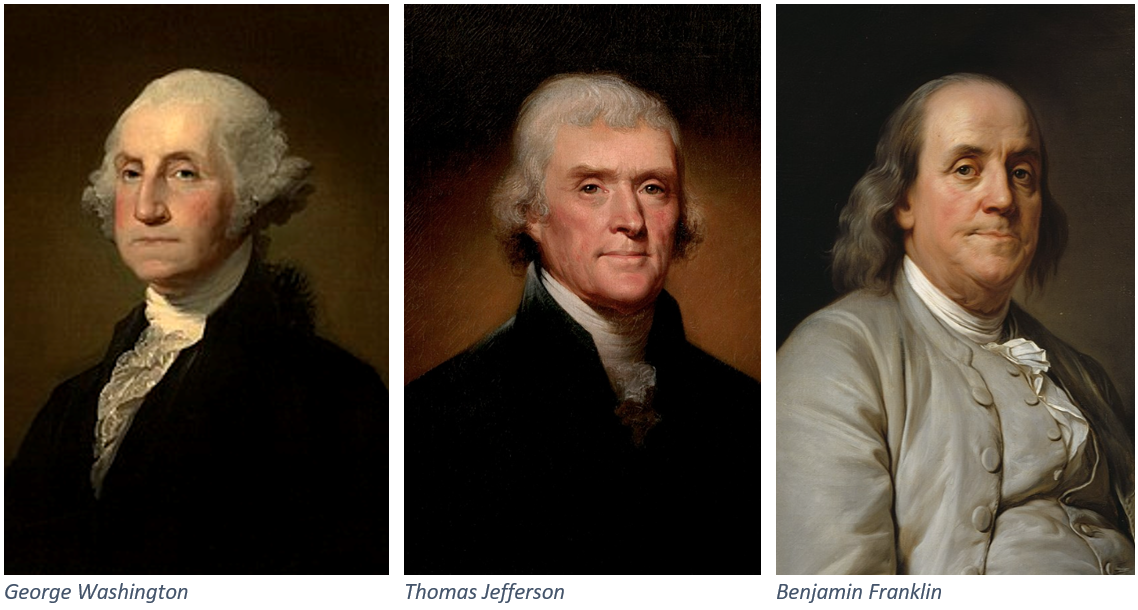 George Washington
Thomas Jefferson
Benjamin Franklin